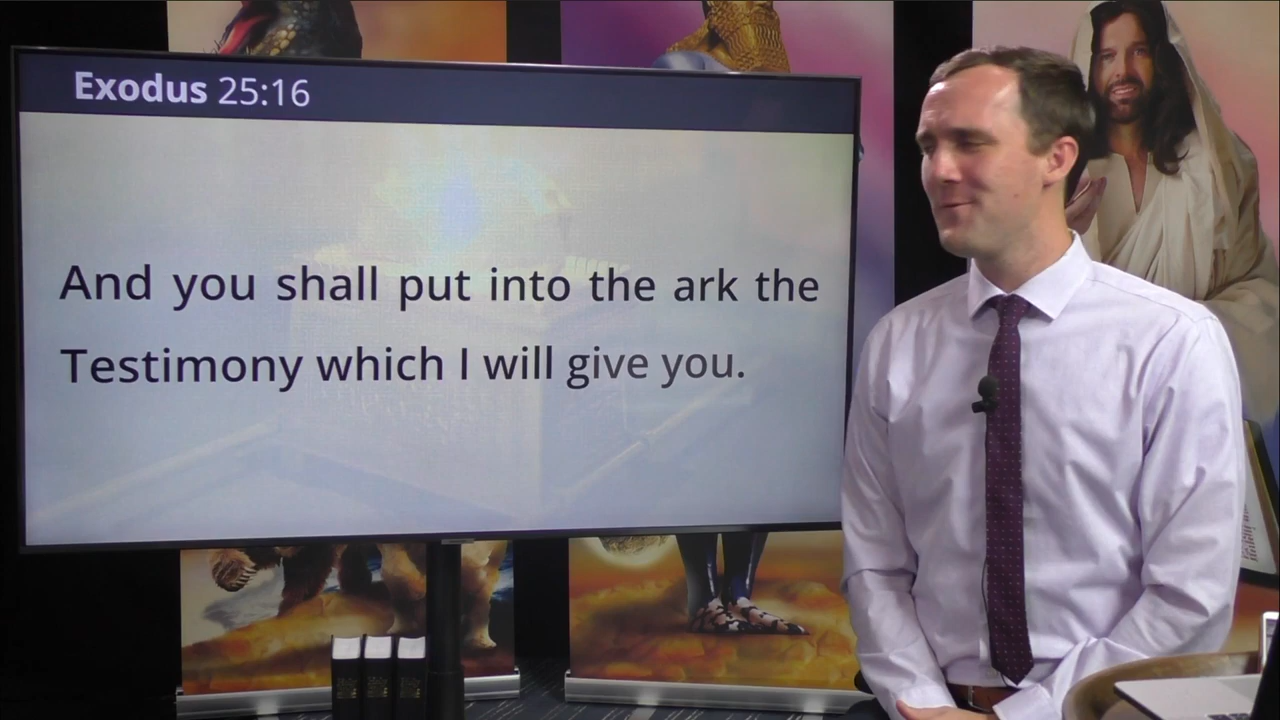 Exodus 25:16
And you shall put into the ark the
Testimony which I will give you.